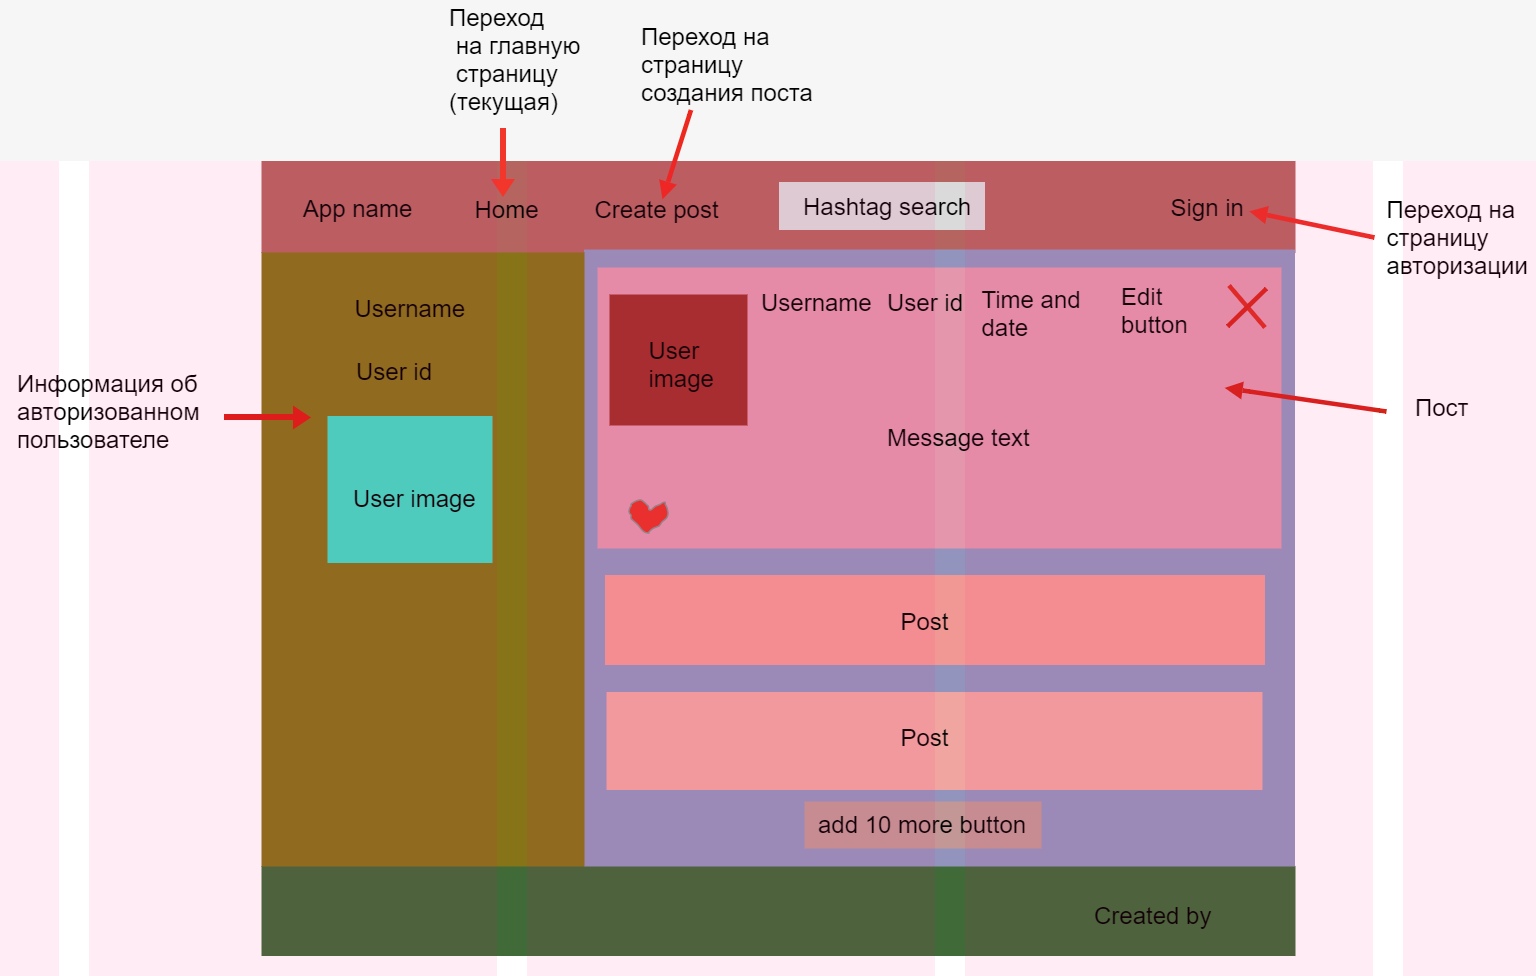 Переход
на главную
страницу
(текущая)
Переход на
страницу
создания поста
App name
Home
Create post
Hashtag search
Sign in
Переход на
страницу
авторизации
Username
User id
User image
Информация об
авторизованном
пользователе
User
image
Username
User id
Time and
date
Edit
button
Message text
Пост
Post
Post
add 10 more button
Created by